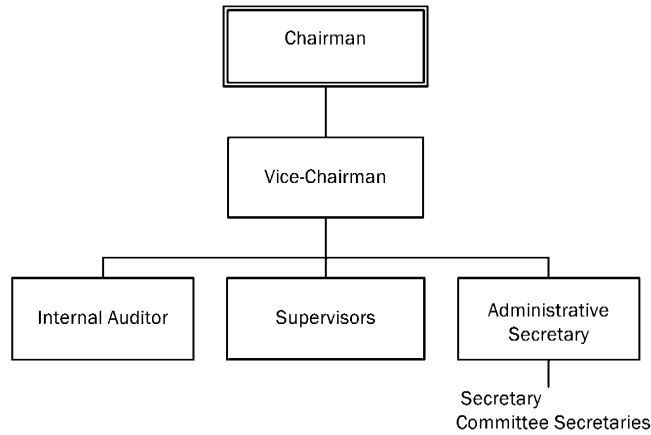 Chairman
Vice-Chairman
Internal Auditor
Supervisors
Administrative
Secretary
Secretary
Committee Secretaries